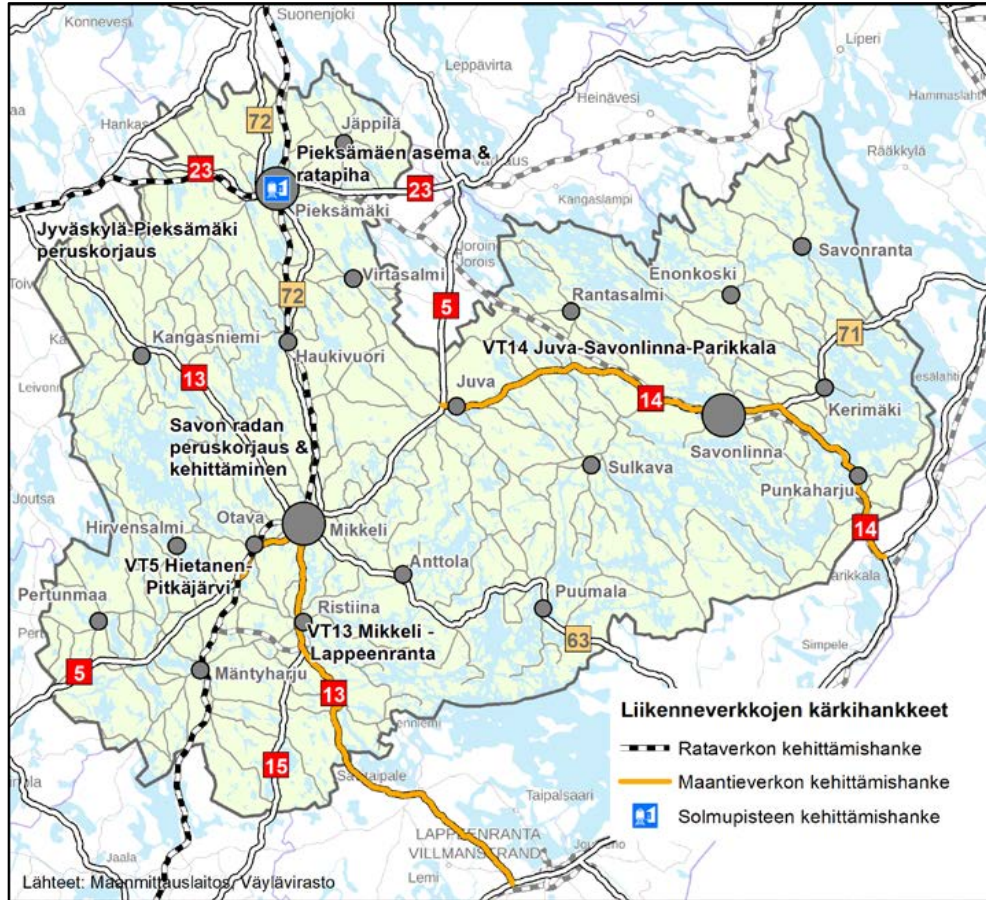 Konnevesi
Suonenjoki
Liperi
Leppävirta
Heinävesi
Hammaslahti
72
Jäppilä
Rääkkylä
23
Pieksämäen asema &
ratapiha
23
Kangaslampi
Pieksämäki
Jyväskylä-Pieksämäki
peruskorjaus
Savonranta
Enonkoski
Virtasalmi
72
5
Rantasalmi
71
Kangasniemi
Haukivuori
VT14 Juva-Savonlinna-Parikkala
13
Juva
14
Kerimäki
Savon radan
peruskorjaus &
kehittäminen
Savonlinna
Sulkava
Punkaharju
Joutsa
Otava
Mikkeli
14
Hirvensalmi
VT5 Hietanen-
Pitkäjärvi
Anttola
Pertunmaa
Ristiina
Puumala
VT13 Mikkeli -
Lappeenranta
63
Simpele
5
Mäntyharju
13
15
Liikenneverkkojen kärkihankkeet
Rataverkon kehittämishanke
Maantieverkon kehittämishanke
Solmupisteen kehittämishanke
Taipalsaari
LAPPEENRANTA
VILLMANSTRAND
Jaala
Lemi
Lähteet: Maanmittauslaitos, Väylävirasto